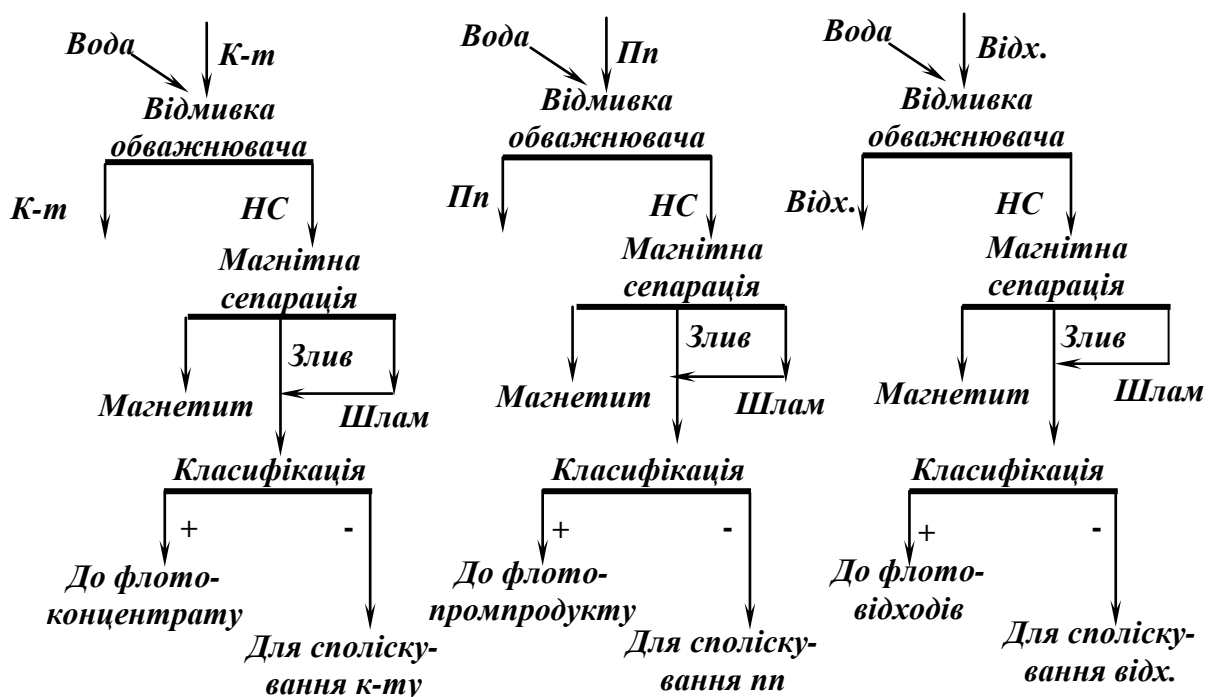 Вода
К-т
Відмивка
обважнювача
К-т
НС
Магнітна
сепарація
Злив
Магнетит
Шлам
Класифікація
+
-
До флото-
концентрату
Для споліску-
вання к-ту
Вода
Пп
Відмивка
обважнювача
Пп
НС
Магнітна
сепарація
Злив
Магнетит
Шлам
Класифікація
+
-
До флото-
промпродукту
Для споліску-
вання пп
Вода
Відх.
Відмивка
обважнювача
Відх.
НС
Магнітна
сепарація
Злив
Магнетит
Шлам
Класифікація
+
-
До флото-
відходів
Для споліску-
вання відх.